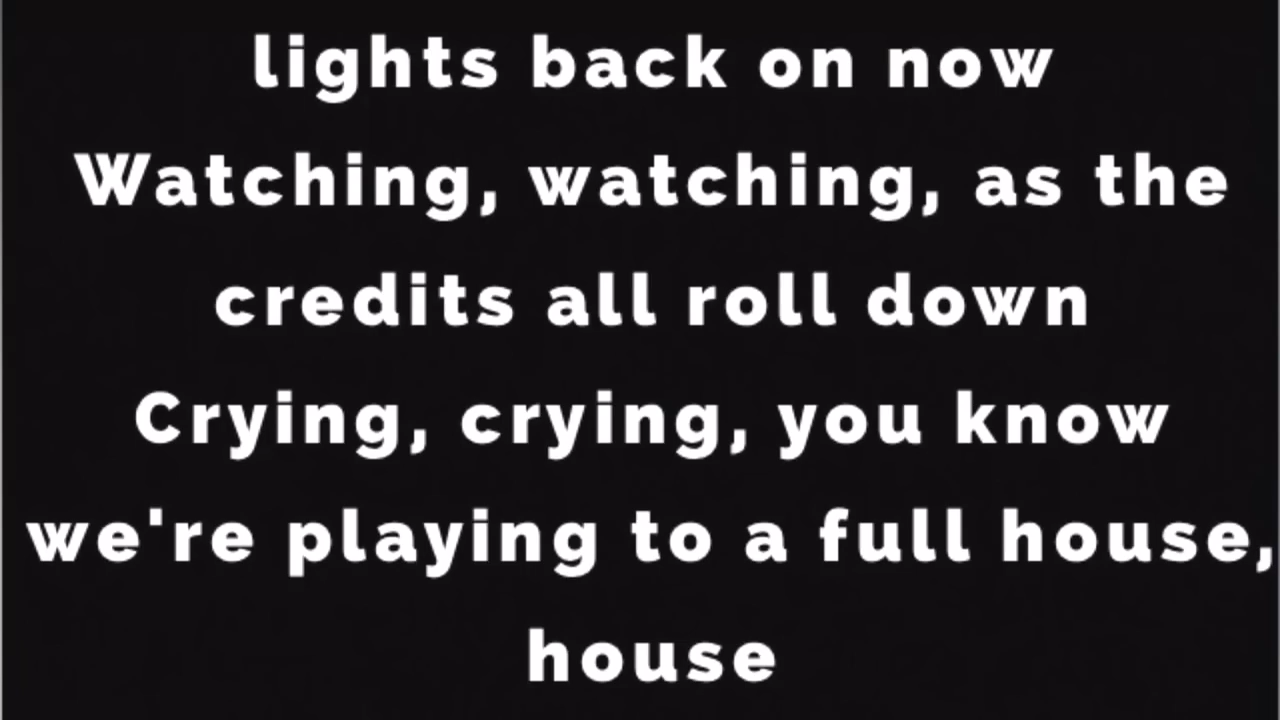 lights back on now
Watching, watching, as the
credits all roll down
Crying, crying, you know
we're playing to a full house,
house